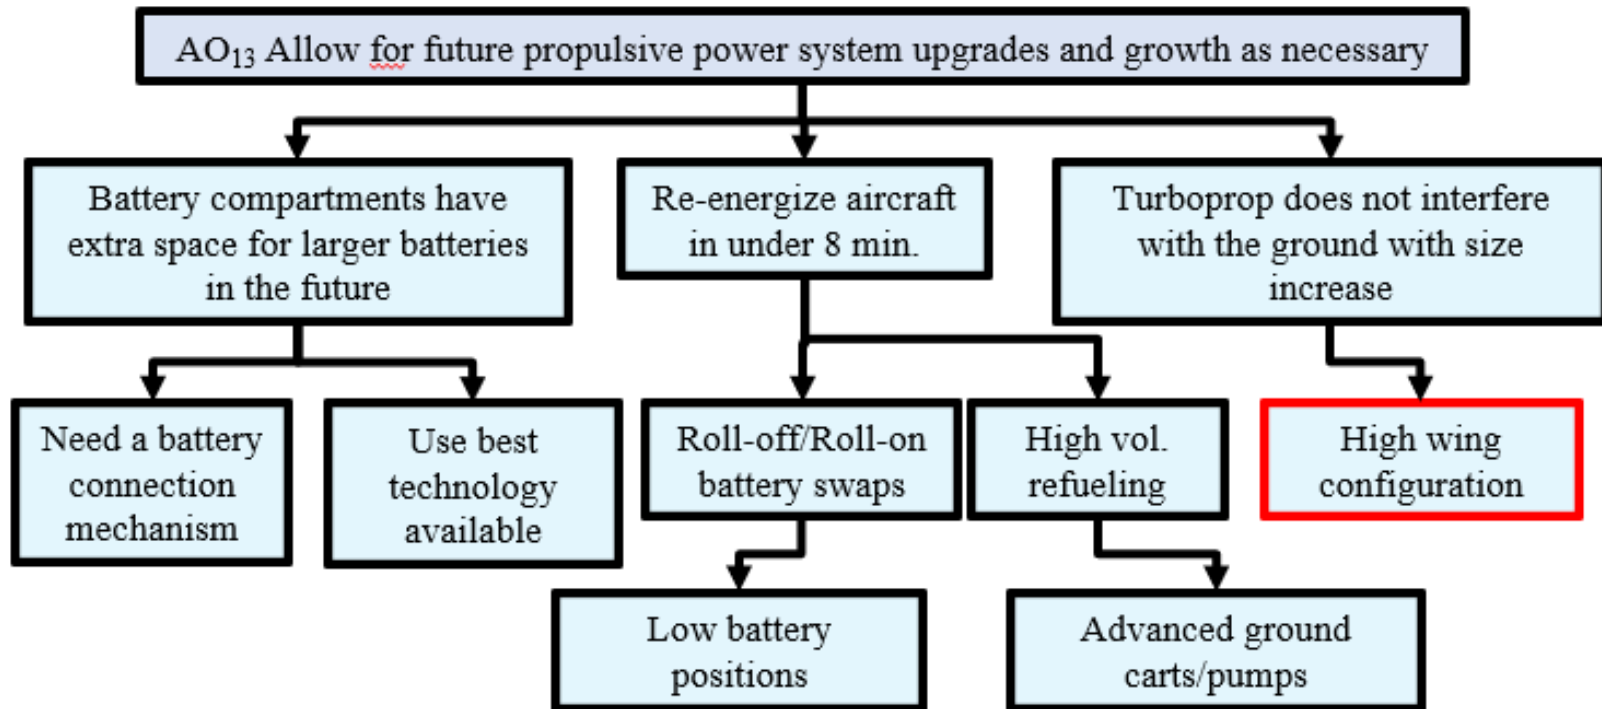 AO₁₃ Allow for future propulsive power system upgrades and growth as necessary
Battery compartments have
extra space for larger batteries
in the future
Re-energize aircraft
in under 8 min.
Turboprop does not interfere
with the ground with size
increase
Need a battery
connection
mechanism
Use best
technology
available
Roll-off/Roll-on
battery swaps
High vol.
refueling
High wing
configuration
Low battery
positions
Advanced ground
carts/pumps